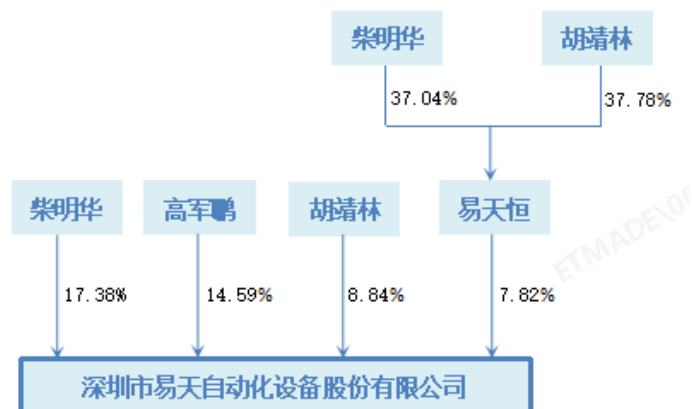 柴明华 胡靖林
37.04% 37.78%
柴明华 高军鹏 胡靖林 易天恒
17.38% 14.59% 8.84% 7.82%
深圳市易天自动化设备股份有限公司